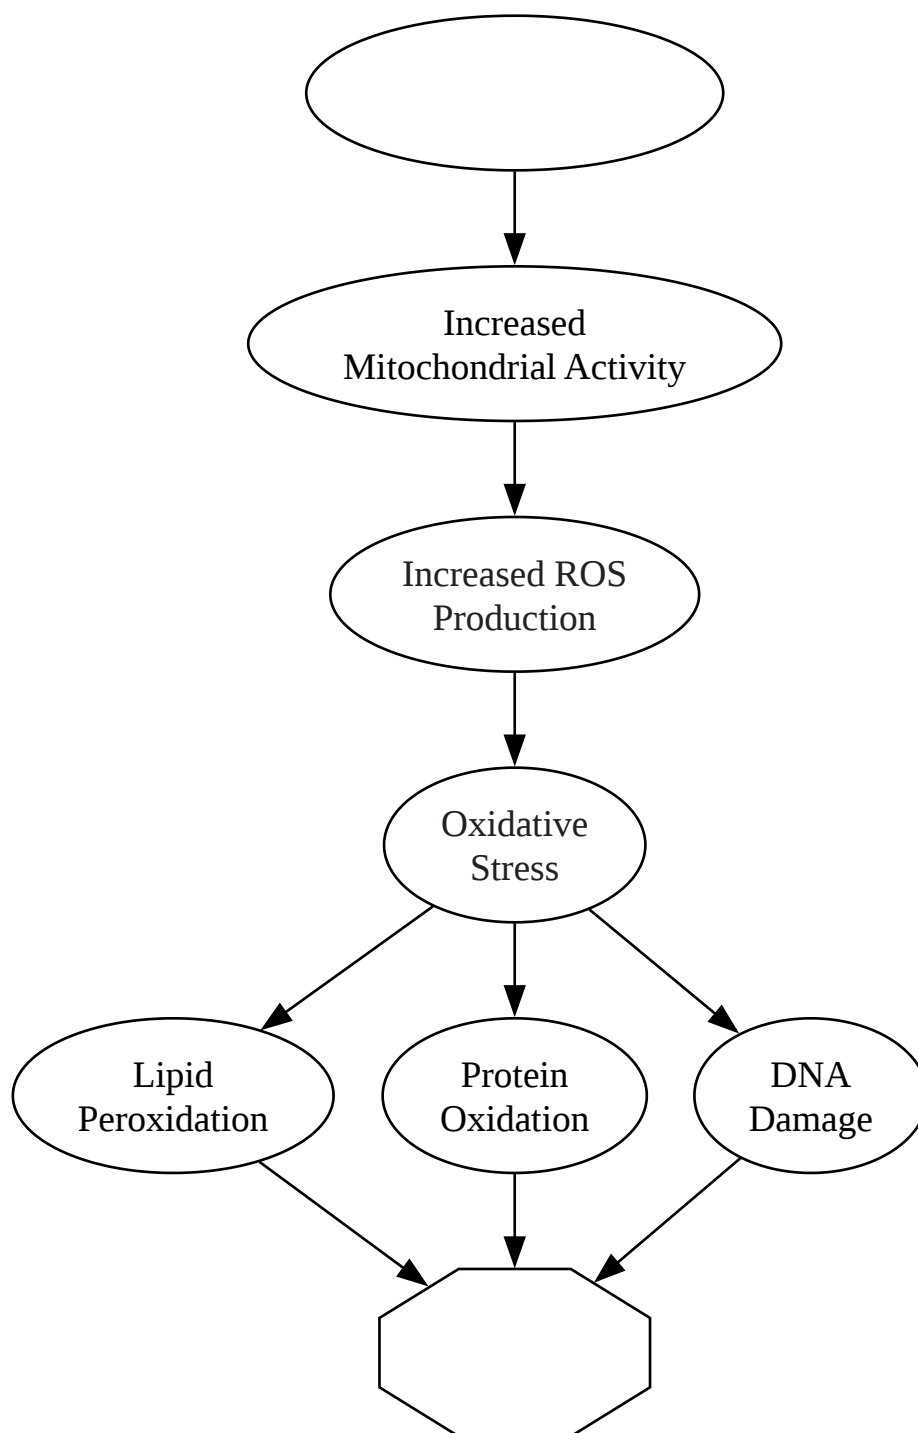 Increased
Mitochondrial Activity
Increased ROS
Production
Oxidative
Stress
Lipid
Peroxidation
Protein
Oxidation
DNA
Damage